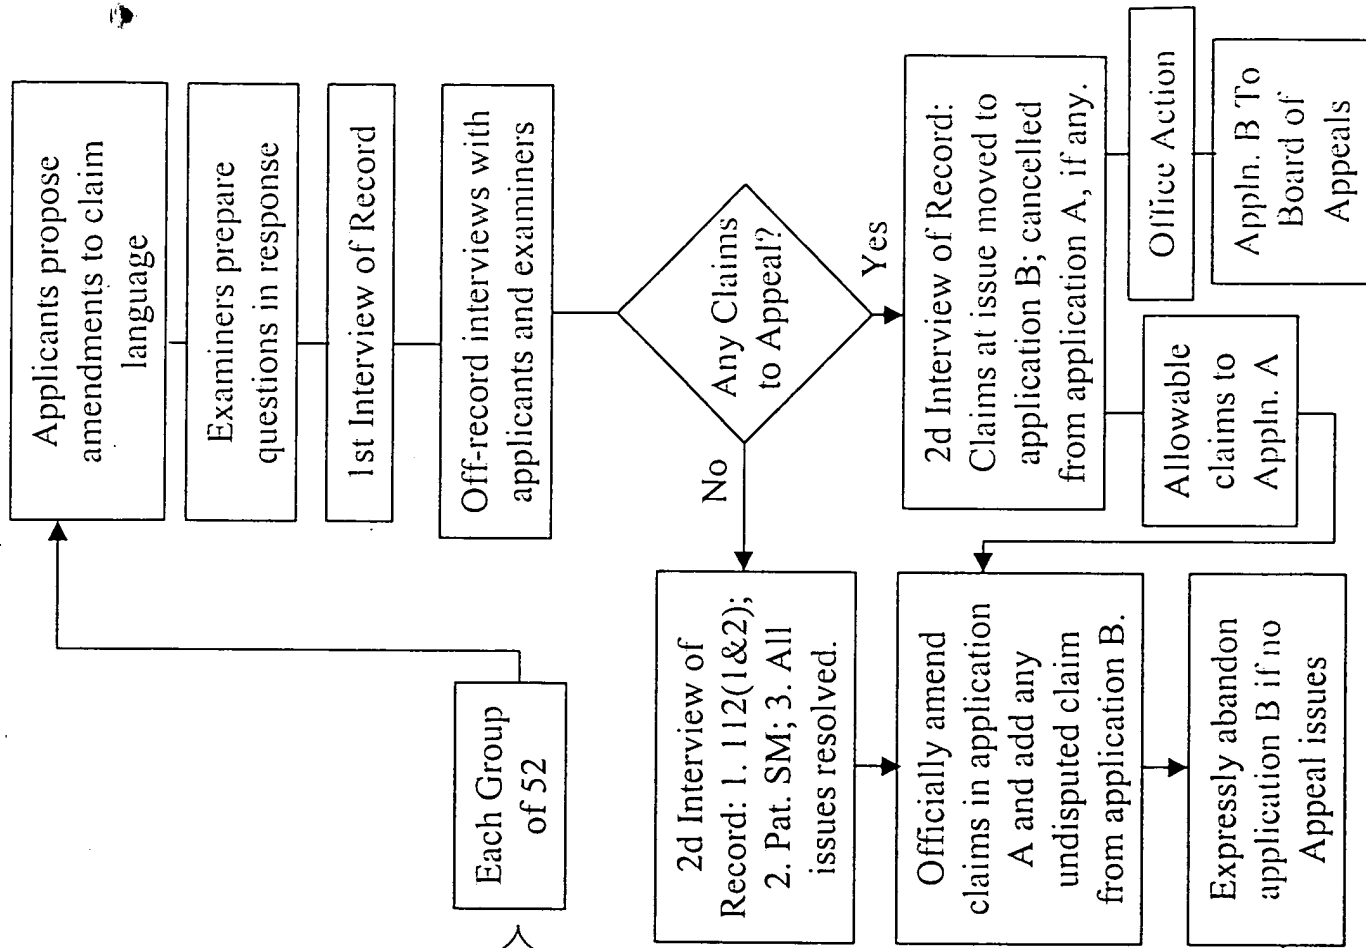 Each Group
of 52
Applicants propose
amendments to claim
language
Examiners prepare
questions in response
1st Interview of Record
Off-record interviews with
applicants and examiners
Any Claims
to Appeal?
No
Yes
2d Interview of
Record: 1. 112(1&2);
2. Pat. SM; 3. All
issues resolved.
Officially amend
claims in application
A and add any
undisputed claim
from application B.
Expressly abandon
application B if no
Appeal issues
2d Interview of Record:
Claims at issue moved to
application B; cancelled
from application A, if any.
Allowable
claims to
Appln. A
Office Action
Appln. B To
Board of
Appeals